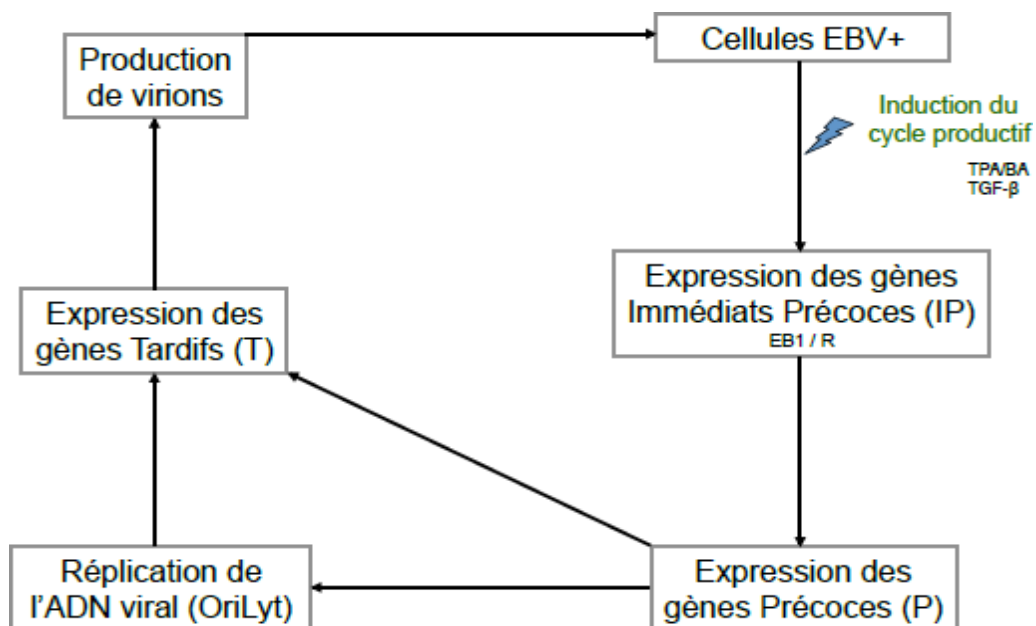 Production
de virions
Cellules EBV+
Induction du
cycle productif
TPA/BA
TGF-β
Expression des gènes
Immédiats Précoces (IP)
EB1 / R
Expression des
gènes Tardifs (T)
Réplication de
l'ADN viral (OriLyt)
Expression des
gènes Précoces (P)